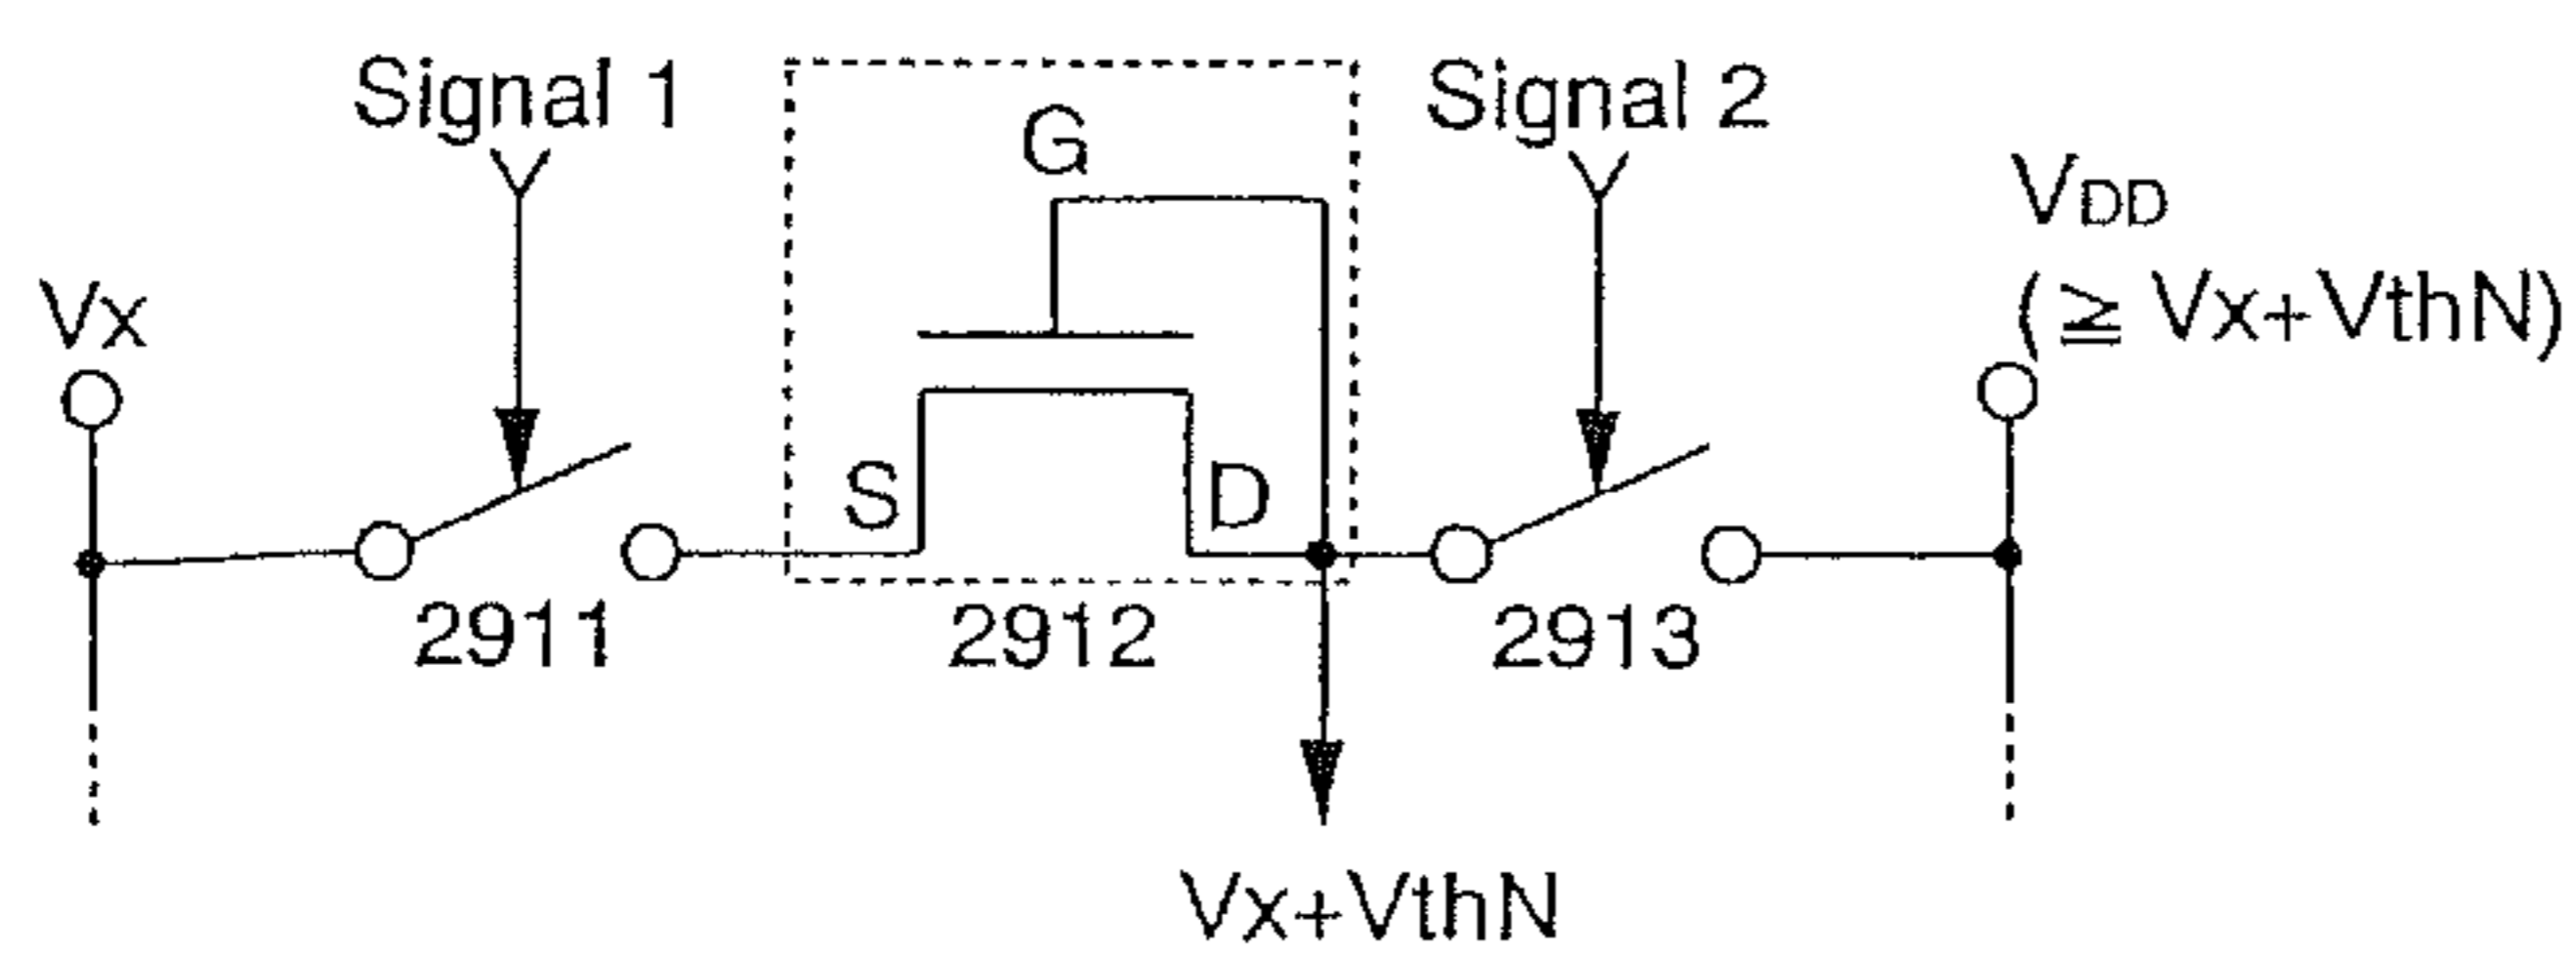 Signal 1
Signal 2
G
VDD
(≧ Vx+VthN)
Vx
S
D
2911
2912
2913
Vx+VthN